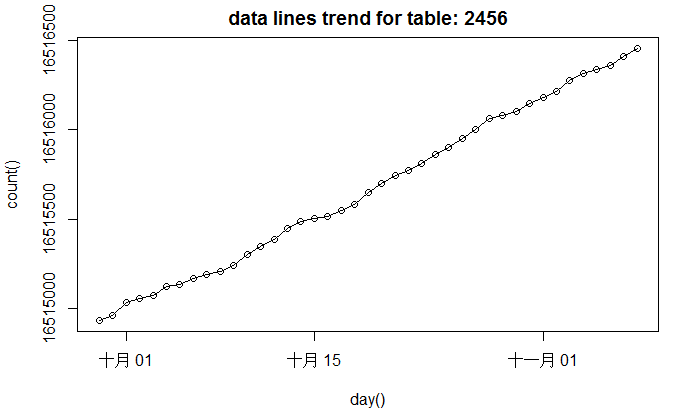 data lines trend for table: 2456
count()
16516500
16516000
16515500
16515000
十月 01
十月 15
十一月 01
day()